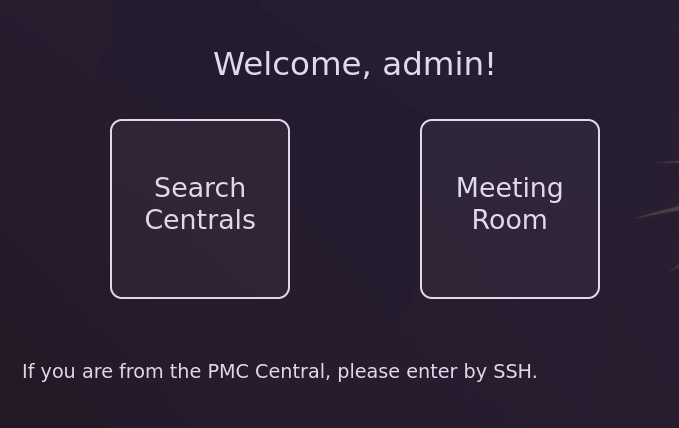 Welcome, admin!
Search
Centrals
Meeting
Room
If you are from the PMC Central, please enter by SSH.